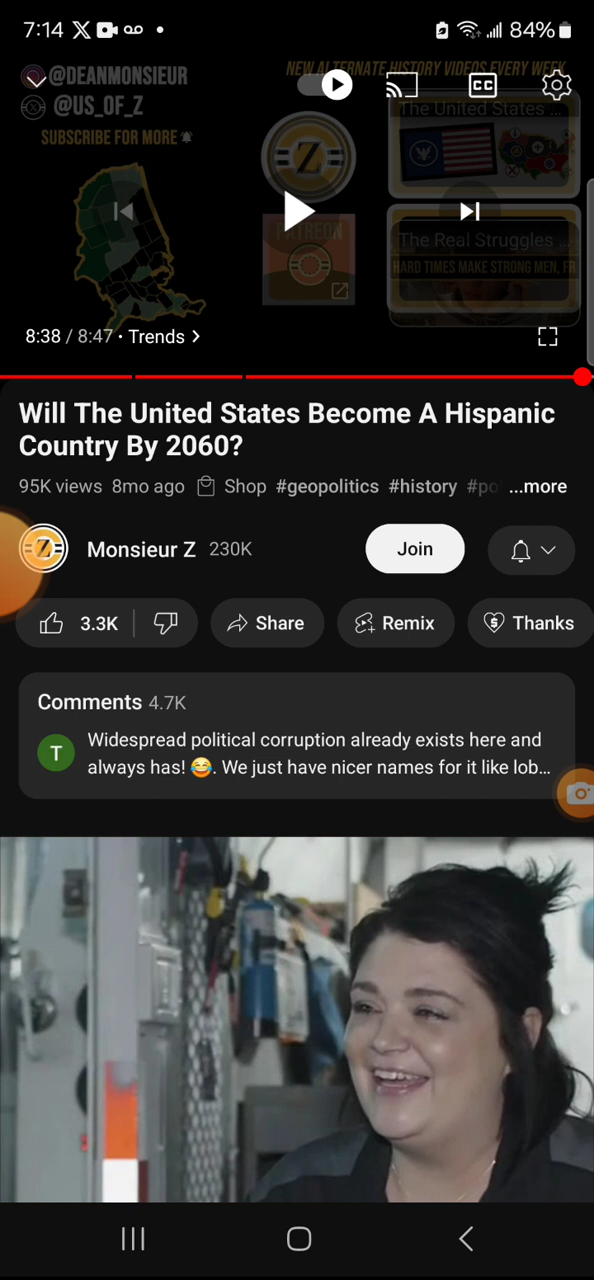 7:14
84%
@DEANMONSIEUR
NEW ALTERNATE HISTORY VIDEOS EVERY WEEK
@US_OF_Z
CC
SUBSCRIBE FOR MORE
The United States ...
Z
PATREON
The Real Struggles ...
HARD TIMES MAKE STRONG MEN, FR
8:38 / 8:47 · Trends >
Will The United States Become A Hispanic
Country By 2060?
95K views 8mo ago Shop #geopolitics #history #po ...more
Z
Monsieur Z 230K
Join
3.3K
Share
Remix
Thanks
Comments 4.7K
T
Widespread political corruption already exists here and
always has! 😂. We just have nicer names for it like lob...